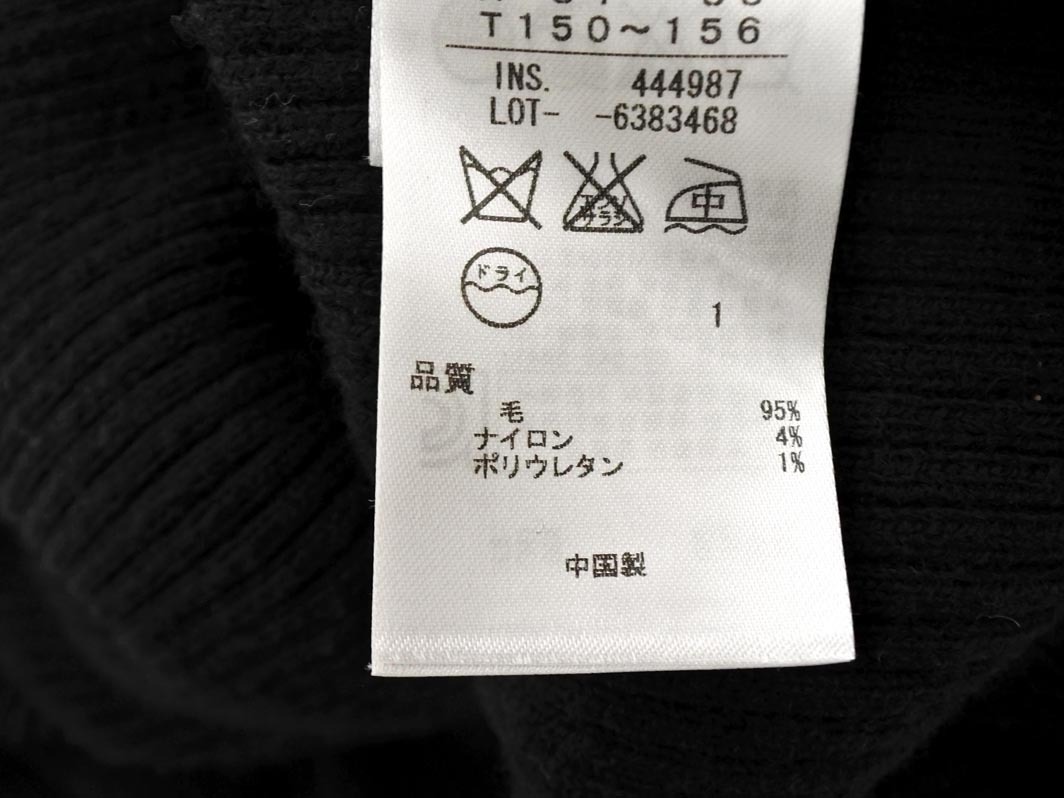 T150～156
INS. 444987
LOT- -6383468
中
ドライ
1
品質
毛 95%
ナイロン 4%
ポリウレタン 1%
中国製